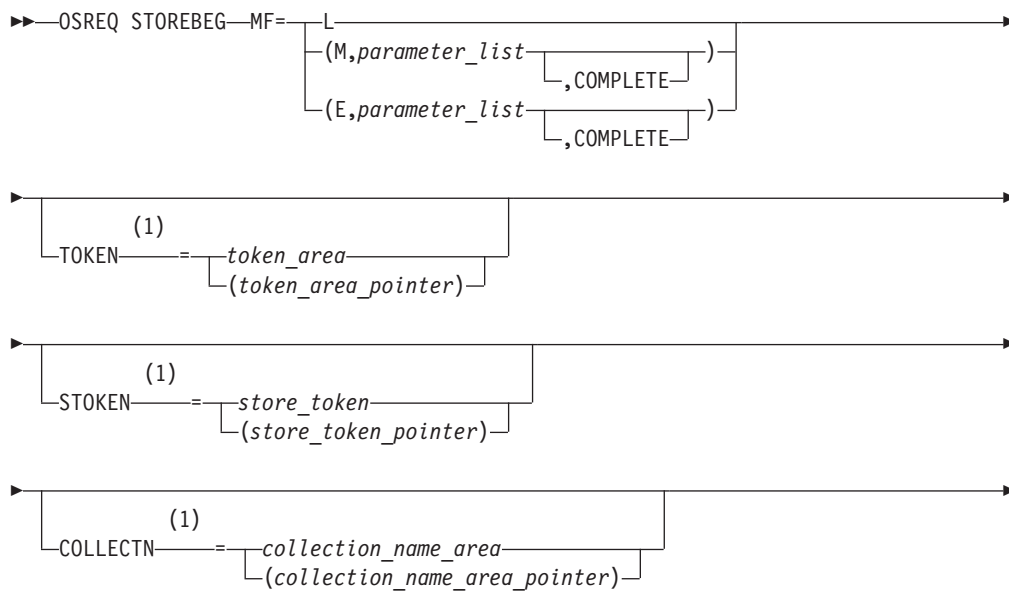 OSREQ STOREBEG MF= L
(M,parameter_list )
,COMPLETE
(E,parameter_list )
,COMPLETE
(1)
TOKEN = token_area
(token_area_pointer)
(1)
STOKEN = store_token
(store_token_pointer)
(1)
COLLECTN = collection_name_area
(collection_name_area_pointer)